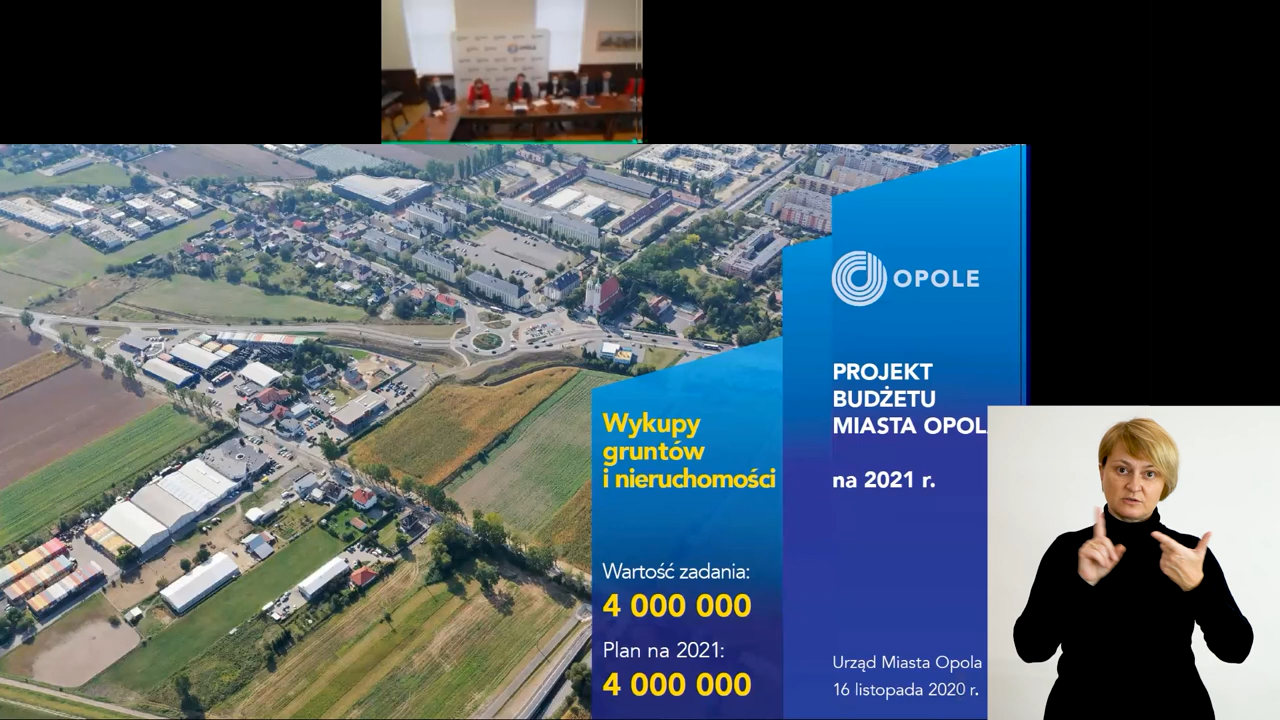 OPOLE
PROJEKT
BUDŻETU
MIASTA OPOL
na 2021 r.
Wykupy
gruntów
i nieruchomości
Wartość zadania:
4 000 000
Plan na 2021:
4 000 000
Urząd Miasta Opola
16 listopada 2020 r.